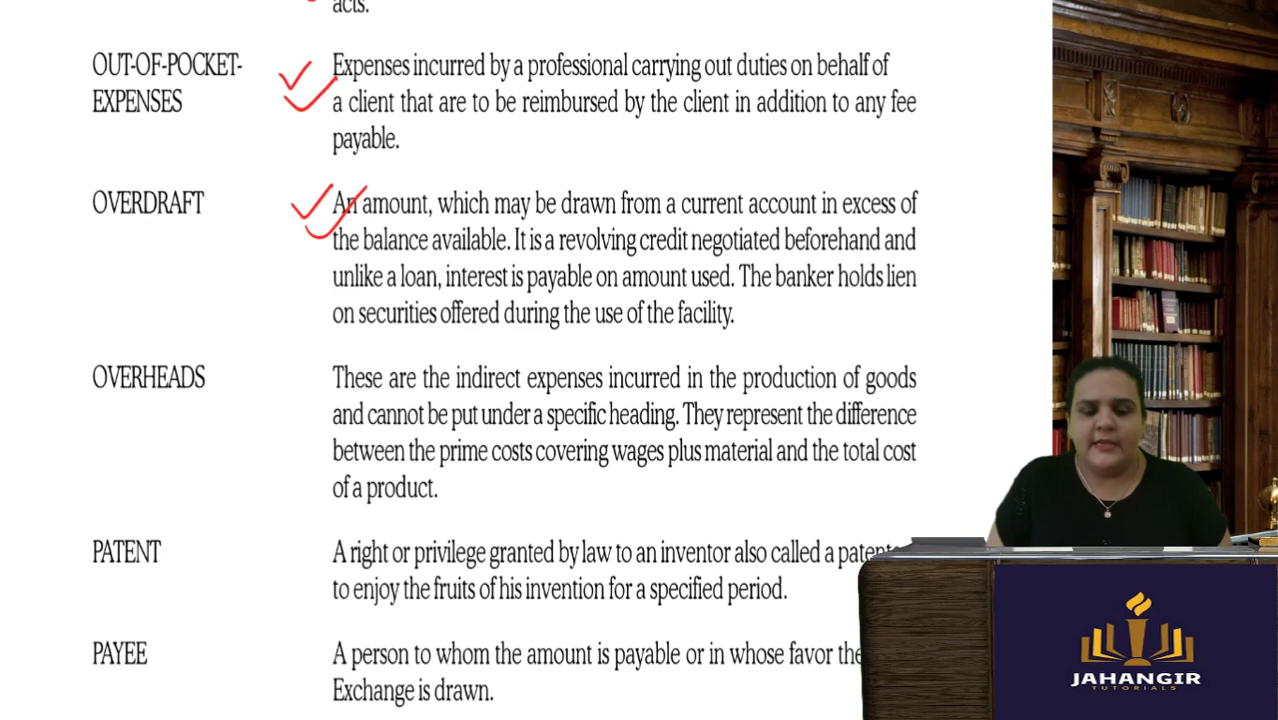 acts.
OUT-OF-POCKET-
EXPENSES
Expenses incurred by a professional carrying out duties on behalf of
a client that are to be reimbursed by the client in addition to any fee
payable.
OVERDRAFT
An amount, which may be drawn from a current account in excess of
the balance available. It is a revolving credit negotiated beforehand and
unlike a loan, interest is payable on amount used. The banker holds lien
on securities offered during the use of the facility.
OVERHEADS
These are the indirect expenses incurred in the production of goods
and cannot be put under a specific heading. They represent the difference
between the prime costs covering wages plus material and the total cost
of a product.
PATENT
A right or privilege granted by law to an inventor also called a
to enjoy the fruits of his invention for a specified period.
PAYEE
A person to whom the amount is payable or in whose favor the
Exchange is drawn.
JAHANGIR
TUTORIALS